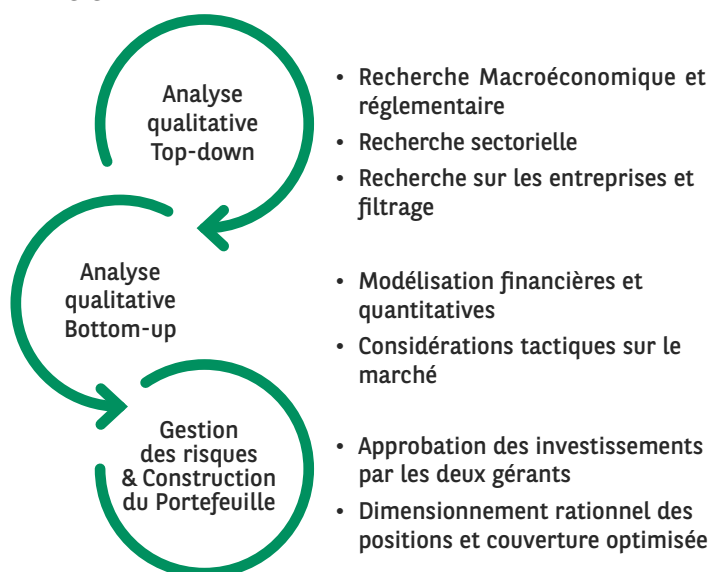 Analyse
qualitative
Top-down
• Recherche Macroéconomique et
réglementaire
• Recherche sectorielle
• Recherche sur les entreprises et
filtrage
Analyse
qualitative
Bottom-up
• Modélisation financières et
quantitatives
• Considérations tactiques sur le
marché
Gestion
des risques
& Construction
du Portefeuille
• Approbation des investissements
par les deux gérants
• Dimensionnement rationnel des
positions et couverture optimisée